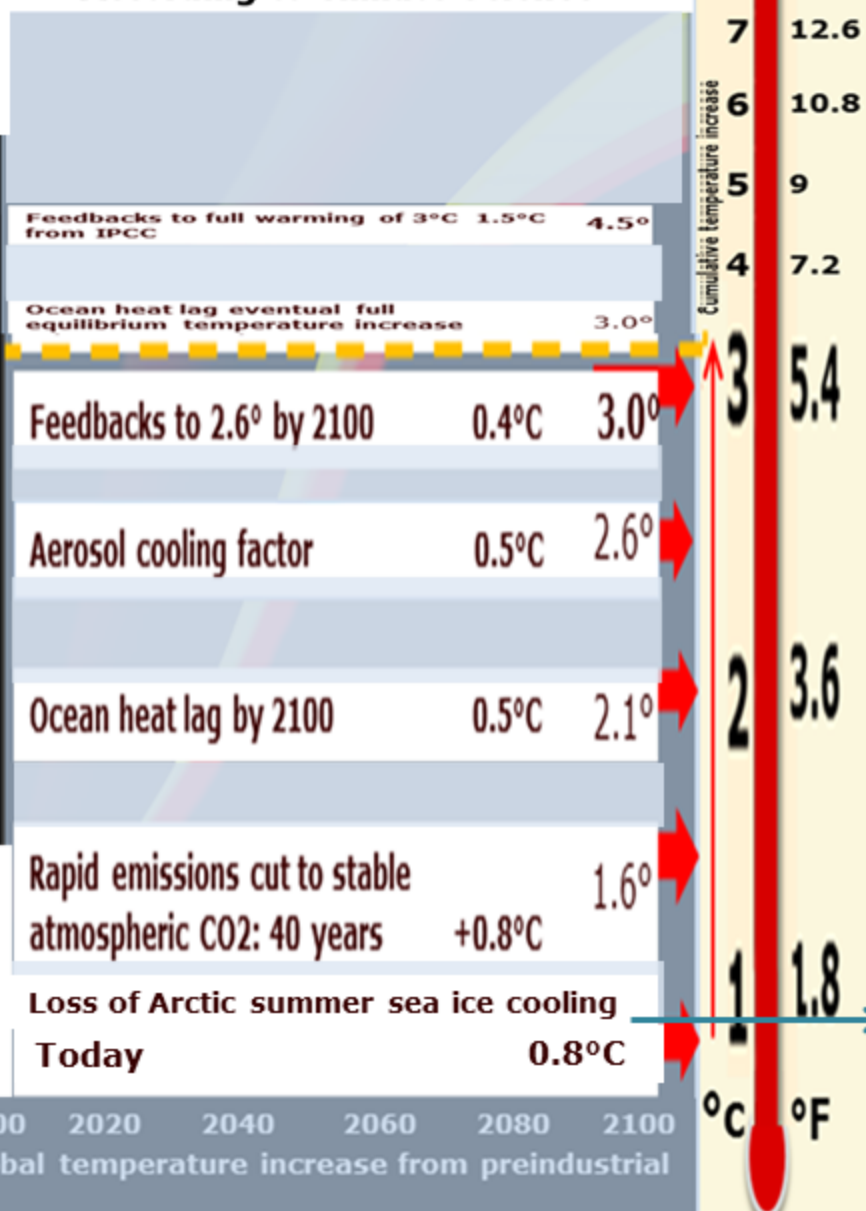 7 12.6
6 10.8
5 9
4 7.2
Cumulative temperature increase
Feedbacks to full warming of 3°C 1.5°C 4.5°
from IPCC
Ocean heat lag eventual full
equilibrium temperature increase 3.0°
3 5.4
Feedbacks to 2.6° by 2100 0.4°C 3.0°
Aerosol cooling factor 0.5°C 2.6°
2 3.6
Ocean heat lag by 2100 0.5°C 2.1°
Rapid emissions cut to stable 1.6°
atmospheric CO2: 40 years +0.8°C
1 1.8
Loss of Arctic summer sea ice cooling
Today 0.8°C
°C °F
00 2020 2040 2060 2080 2100
bal temperature increase from preindustrial